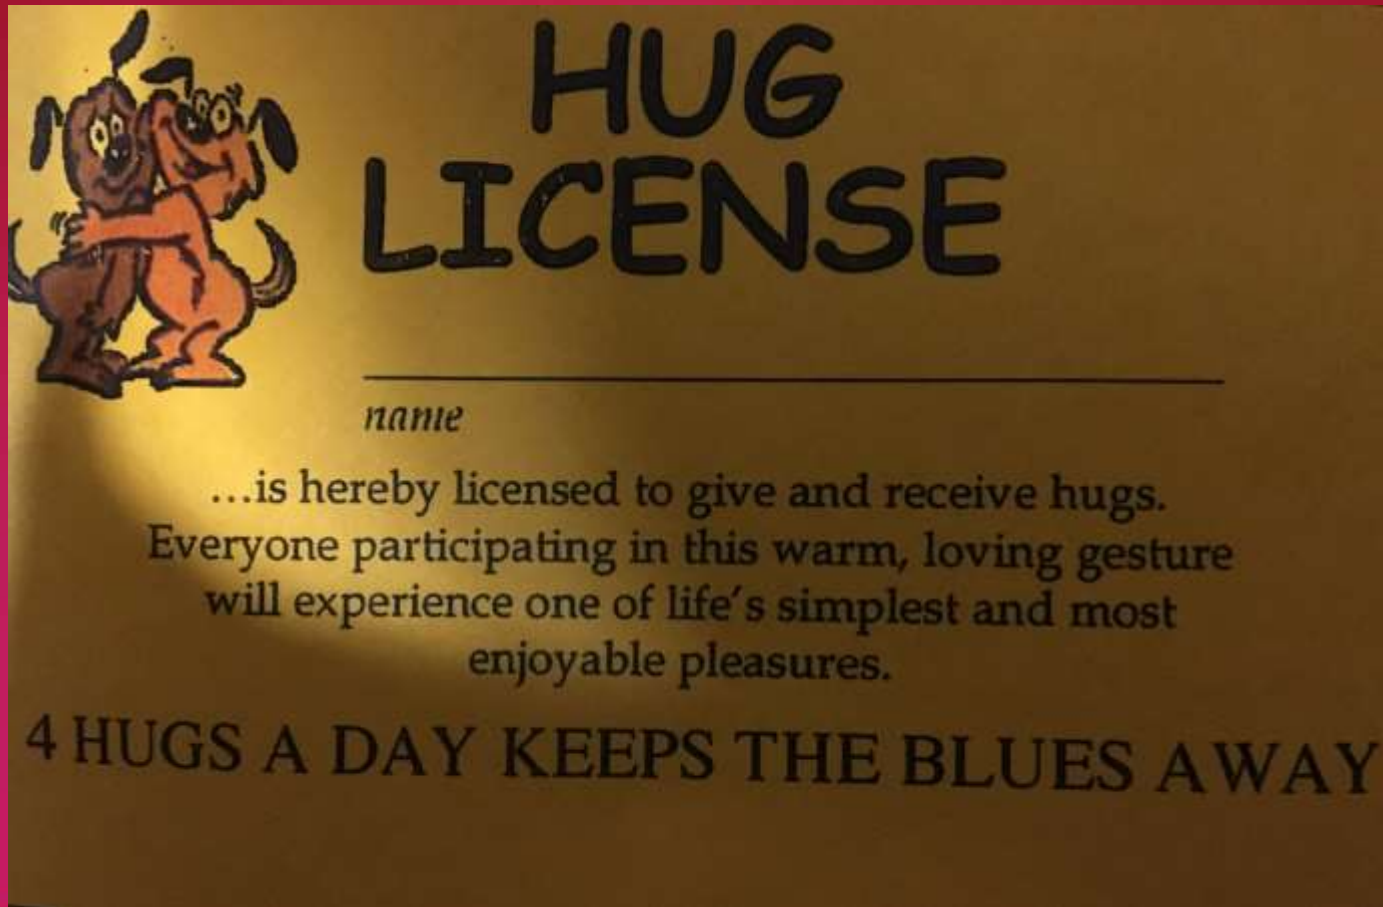 HUG
LICENSE
name
...is hereby licensed to give and receive hugs.
Everyone participating in this warm, loving gesture
will experience one of life's simplest and most
enjoyable pleasures.
4 HUGS A DAY KEEPS THE BLUES AWAY